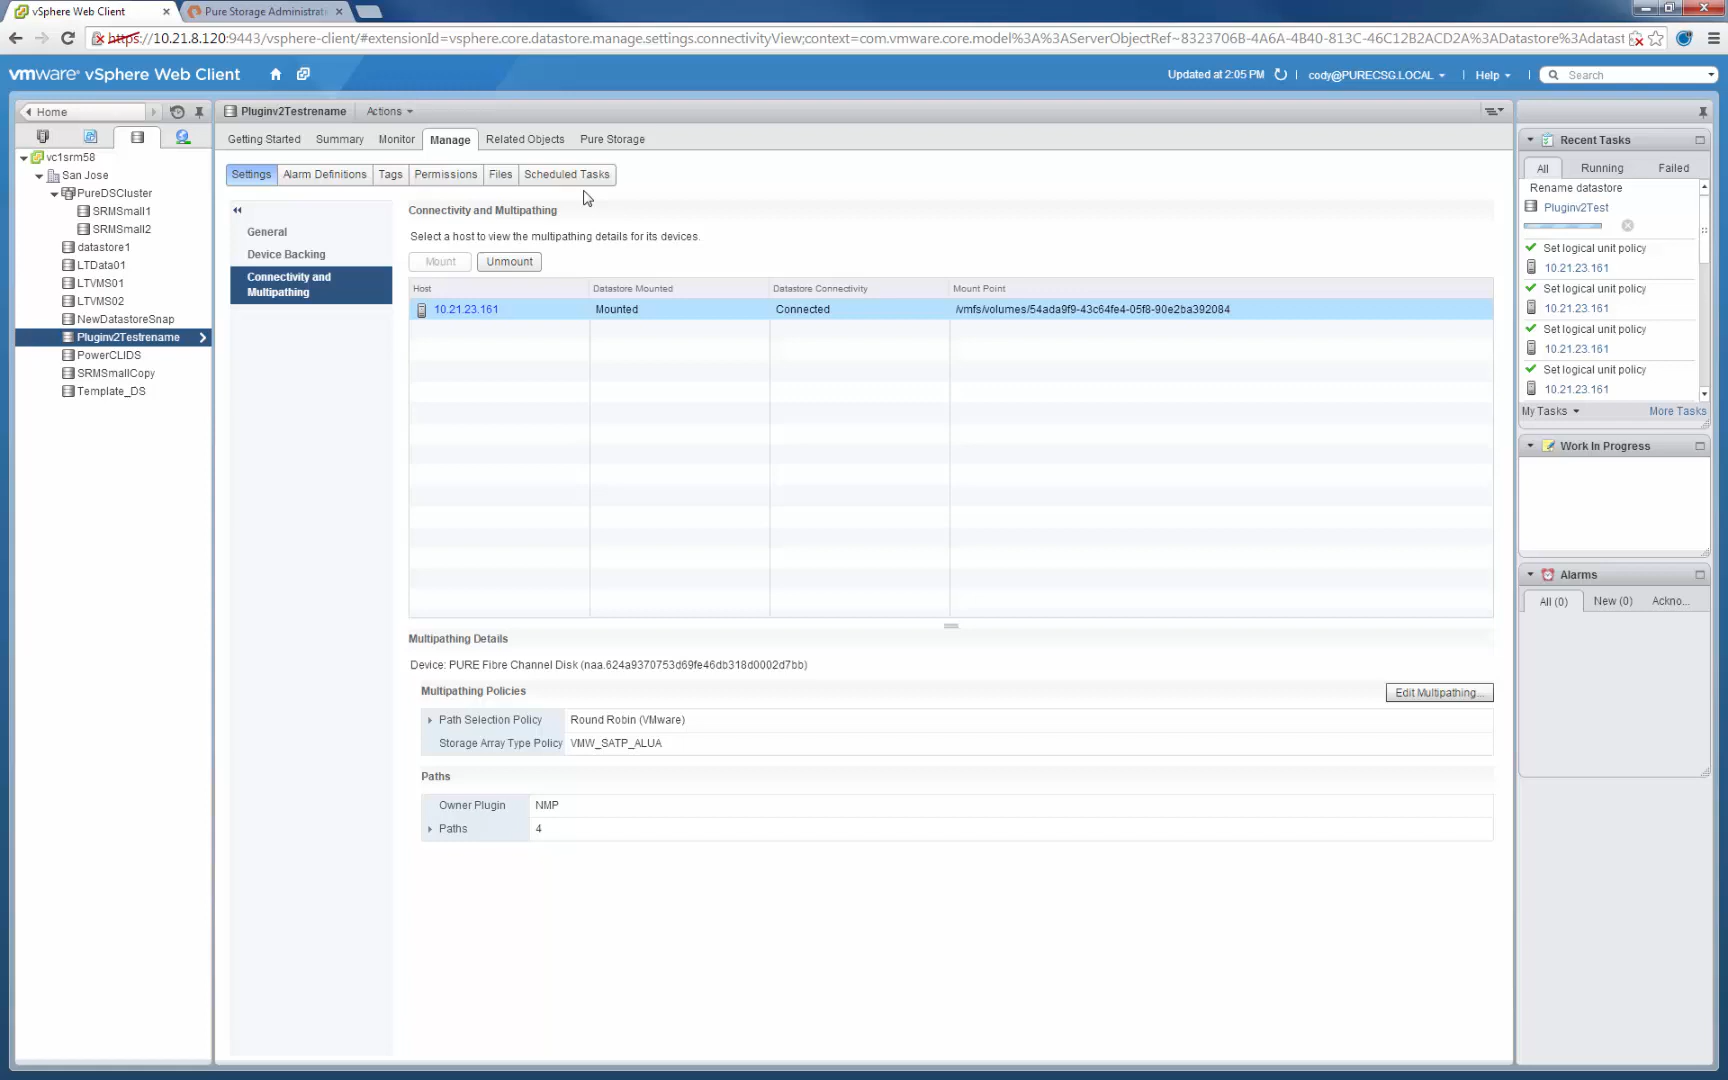 vSphere Web Client
Pure Storage Administrati
https://10.21.8.120:9443/vsphere-client/#extensionId=vsphere.core.datastore.manage.settings.connectivityView;context=com.vmware.core.model%3A%3AServerObjectRef~8323706B-4A6A-4B40-813C-46C12B2ACD2A%3ADatastore%3Adatast
vmware vSphere Web Client
Updated at 2:05 PM
cody@PURECSG.LOCAL
Help
Search
Home
vc1srm58
San Jose
PureDSCluster
SRMSmall1
SRMSmall2
datastore1
LTData01
LTVMS01
LTVMS02
NewDatastoreSnap
Pluginv2Testrename
PowerCLIDS
SRMSmallCopy
Template_DS
Pluginv2Testrename
Actions
Getting Started
Summary
Monitor
Manage
Related Objects
Pure Storage
Settings
Alarm Definitions
Tags
Permissions
Files
Scheduled Tasks
General
Device Backing
Connectivity and
Multipathing
Connectivity and Multipathing
Select a host to view the multipathing details for its devices.
Mount
Unmount
Host
Datastore Mounted
Datastore Connectivity
Mount Point
10.21.23.161
Mounted
Connected
/vmfs/volumes/54ada9f9-43c64fe4-05f8-90e2ba392084
Multipathing Details
Device: PURE Fibre Channel Disk (naa.624a9370753d69fe46db318d0002d7bb)
Multipathing Policies
Edit Multipathing...
Path Selection Policy
Round Robin (VMware)
Storage Array Type Policy
VMW_SATP_ALUA
Paths
Owner Plugin
NMP
Paths
4
Recent Tasks
All
Running
Failed
Rename datastore
Pluginv2Test
Set logical unit policy
10.21.23.161
Set logical unit policy
10.21.23.161
Set logical unit policy
10.21.23.161
Set logical unit policy
10.21.23.161
My Tasks
More Tasks
Work In Progress
Alarms
All (0)
New (0)
Ackno...